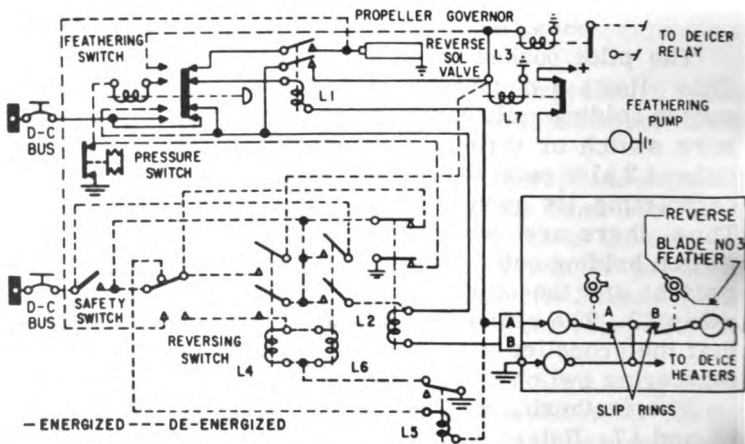 PROPELLER GOVERNOR
FEATHERING
SWITCH
REVERSE
SOL
VALVE
L3
TO DEICER
RELAY
L1
L7
+
D-C
BUS
PRESSURE
SWITCH
FEATHERING
PUMP
REVERSE
BLADE NO3
FEATHER
D-C
BUS
SAFETY
SWITCH
REVERSING
SWITCH
L4
L6
L2
A
B
A
B
TO DEICE
HEATERS
SLIP RINGS
L5
—ENERGIZED ---DE-ENERGIZED